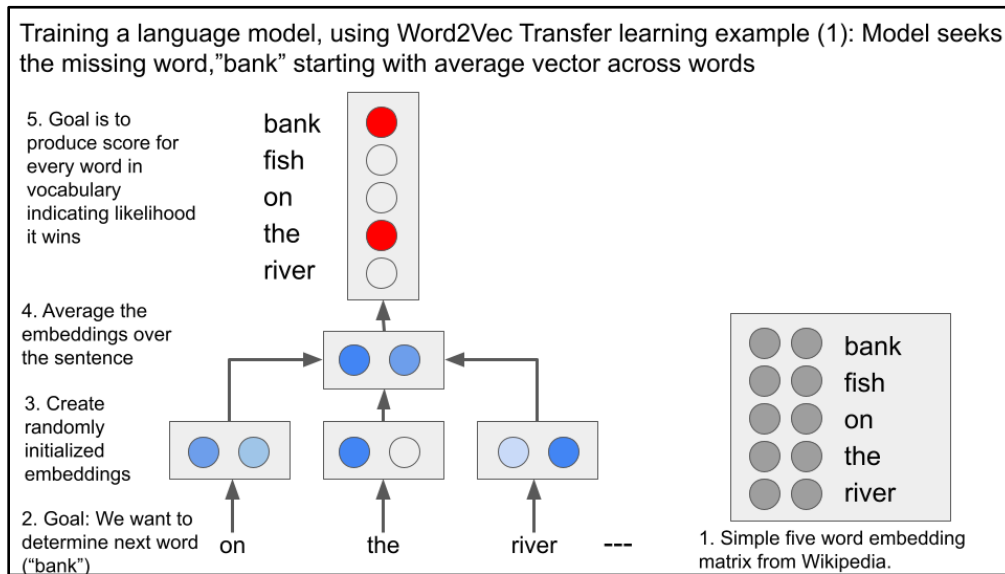 Training a language model, using Word2Vec Transfer learning example (1): Model seeks
the missing word,”bank” starting with average vector across words
5. Goal is to
produce score for
every word in
vocabulary
indicating likelihood
it wins
bank
fish
on
the
river
4. Average the
embeddings over
the sentence
3. Create
randomly
initialized
embeddings
2. Goal: We want to
determine next word
(“bank”)
on
the
river
---
bank
fish
on
the
river
1. Simple five word embedding
matrix from Wikipedia.